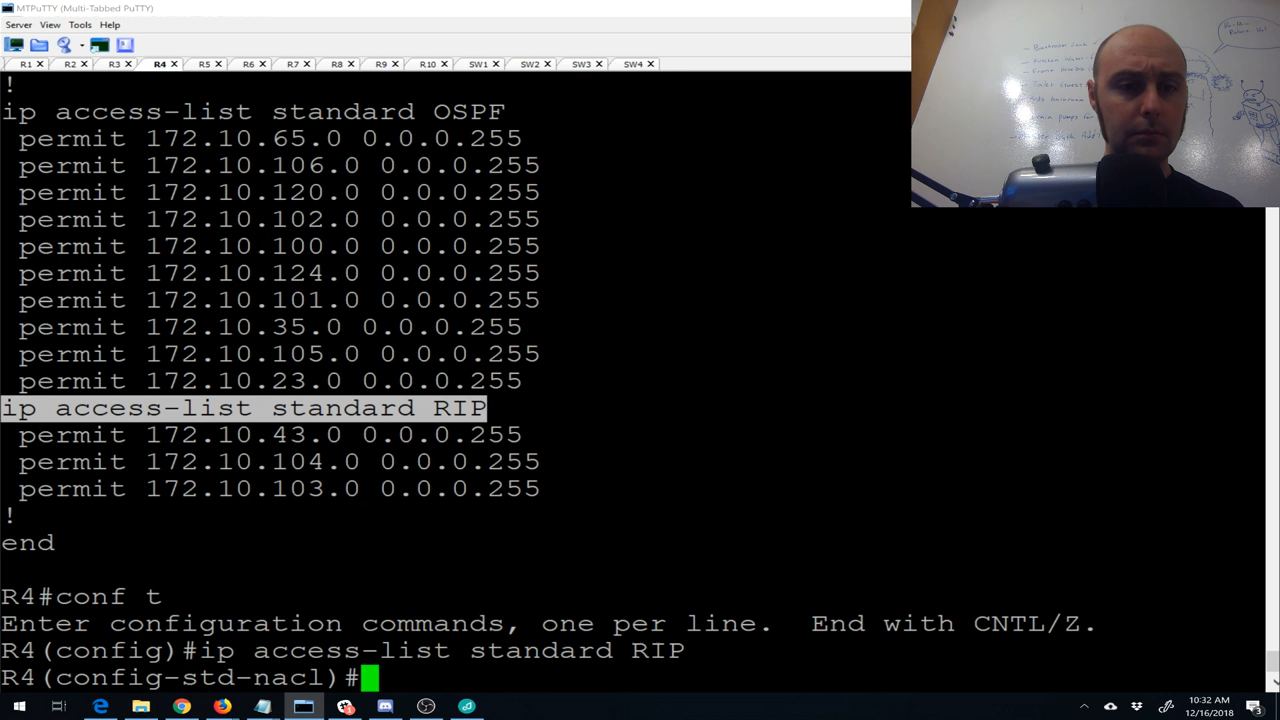 MTPuTTY (Multi-Tabbed PuTTY)
Server View Tools Help
R1 R2 R3 R4 R5 R6 R7 R8 R9 R10 SW1 SW2 SW3 SW4
!
ip access-list standard OSPF
permit 172.10.65.0 0.0.0.255
permit 172.10.106.0 0.0.0.255
permit 172.10.120.0 0.0.0.255
permit 172.10.102.0 0.0.0.255
permit 172.10.100.0 0.0.0.255
permit 172.10.124.0 0.0.0.255
permit 172.10.101.0 0.0.0.255
permit 172.10.35.0 0.0.0.255
permit 172.10.105.0 0.0.0.255
permit 172.10.23.0 0.0.0.255
ip access-list standard RIP
permit 172.10.43.0 0.0.0.255
permit 172.10.104.0 0.0.0.255
permit 172.10.103.0 0.0.0.255
!
end
R4#conf t
Enter configuration commands, one per line. End with CNTL/Z.
R4(config)#ip access-list standard RIP
R4(config-std-nacl)#
10:32 AM
12/16/2018
3